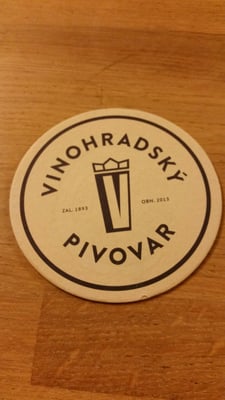 VINOHRADSKÝ
ZAL. 1893
OBN. 2013
PIVOVAR